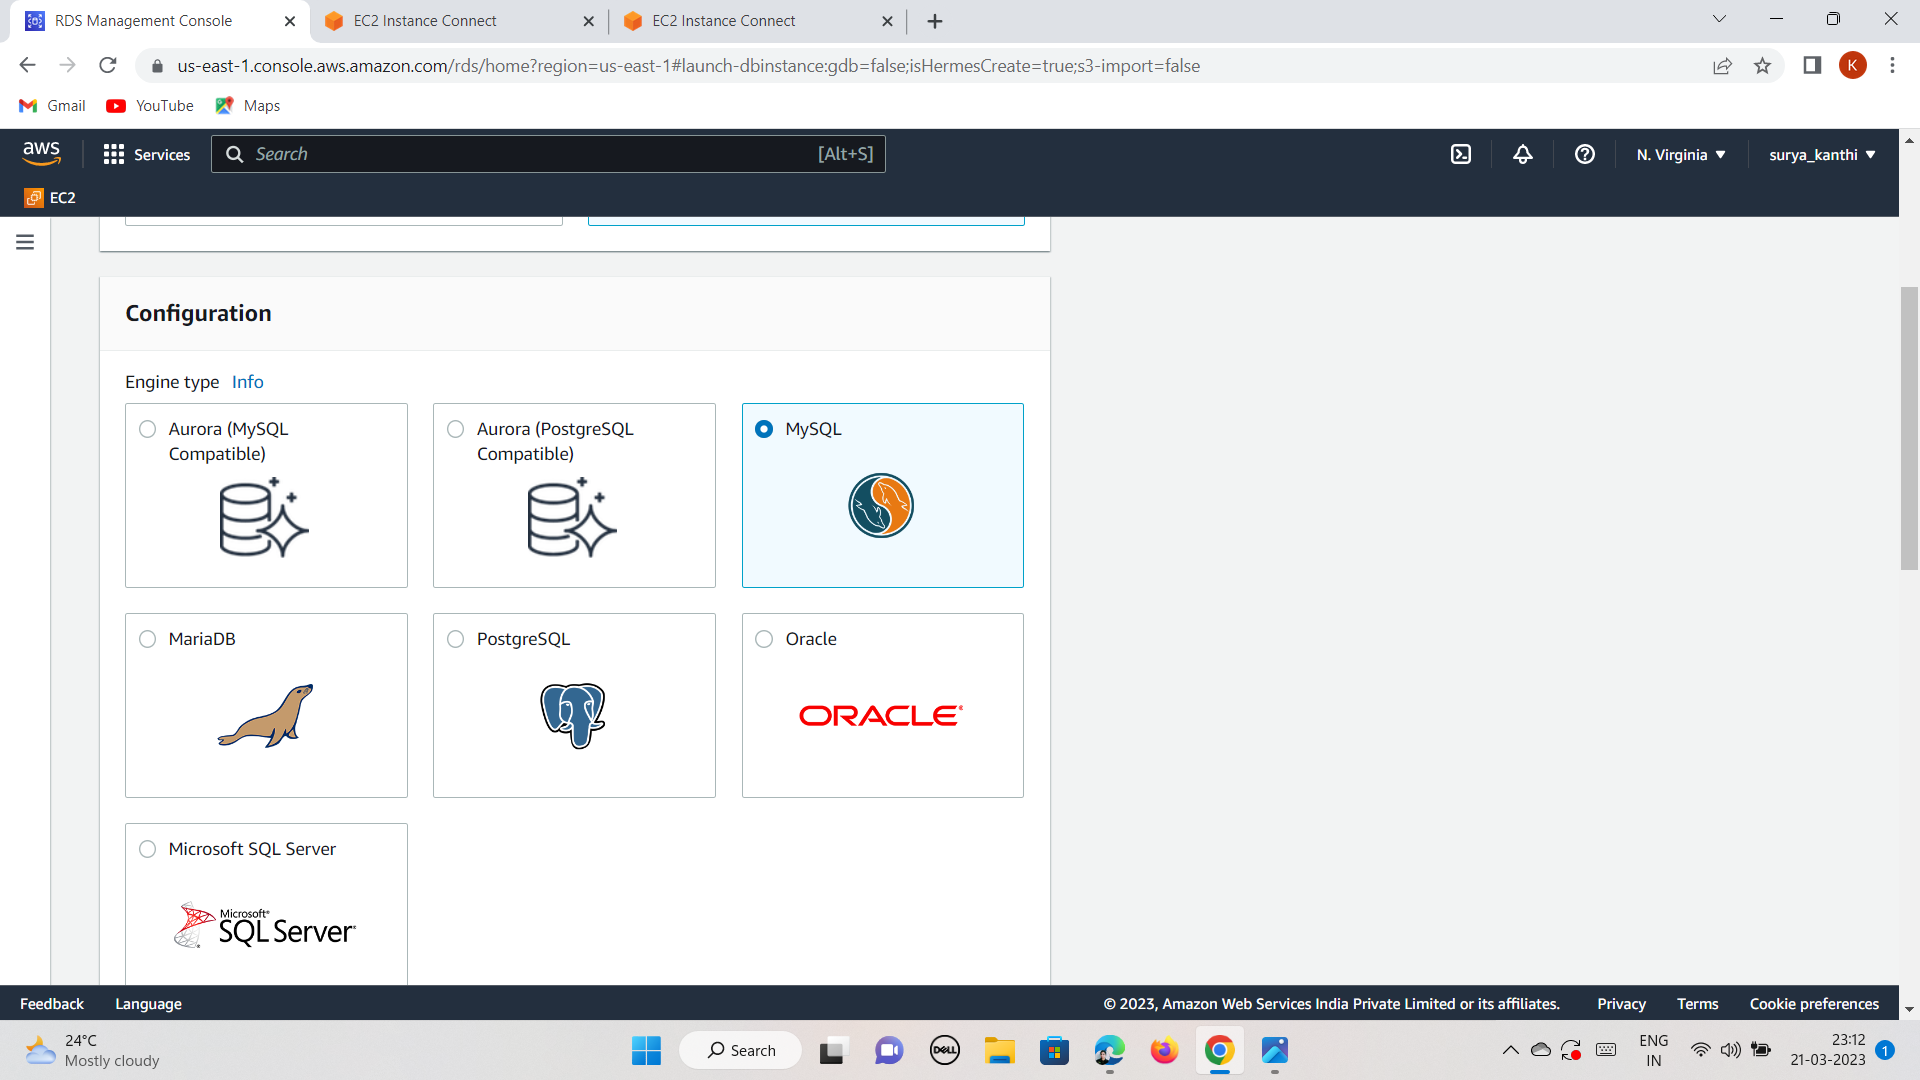 RDS Management Console
EC2 Instance Connect
EC2 Instance Connect
us-east-1.console.aws.amazon.com/rds/home?region=us-east-1#launch-dbinstance:gdb=false;isHermesCreate=true;s3-import=false
K
Gmail
YouTube
Maps
aws
Services
Search
[Alt+S]
N. Virginia
surya_kanthi
EC2
Configuration
Engine type Info
Aurora (MySQL
Compatible)
Aurora (PostgreSQL
Compatible)
MySQL
MariaDB
PostgreSQL
Oracle
ORACLE
Microsoft SQL Server
Microsoft
SQL Server
Feedback
Language
© 2023, Amazon Web Services India Private Limited or its affiliates.
Privacy
Terms
Cookie preferences
24°C
Mostly cloudy
Search
DELL
ENG
IN
23:12
21-03-2023
1